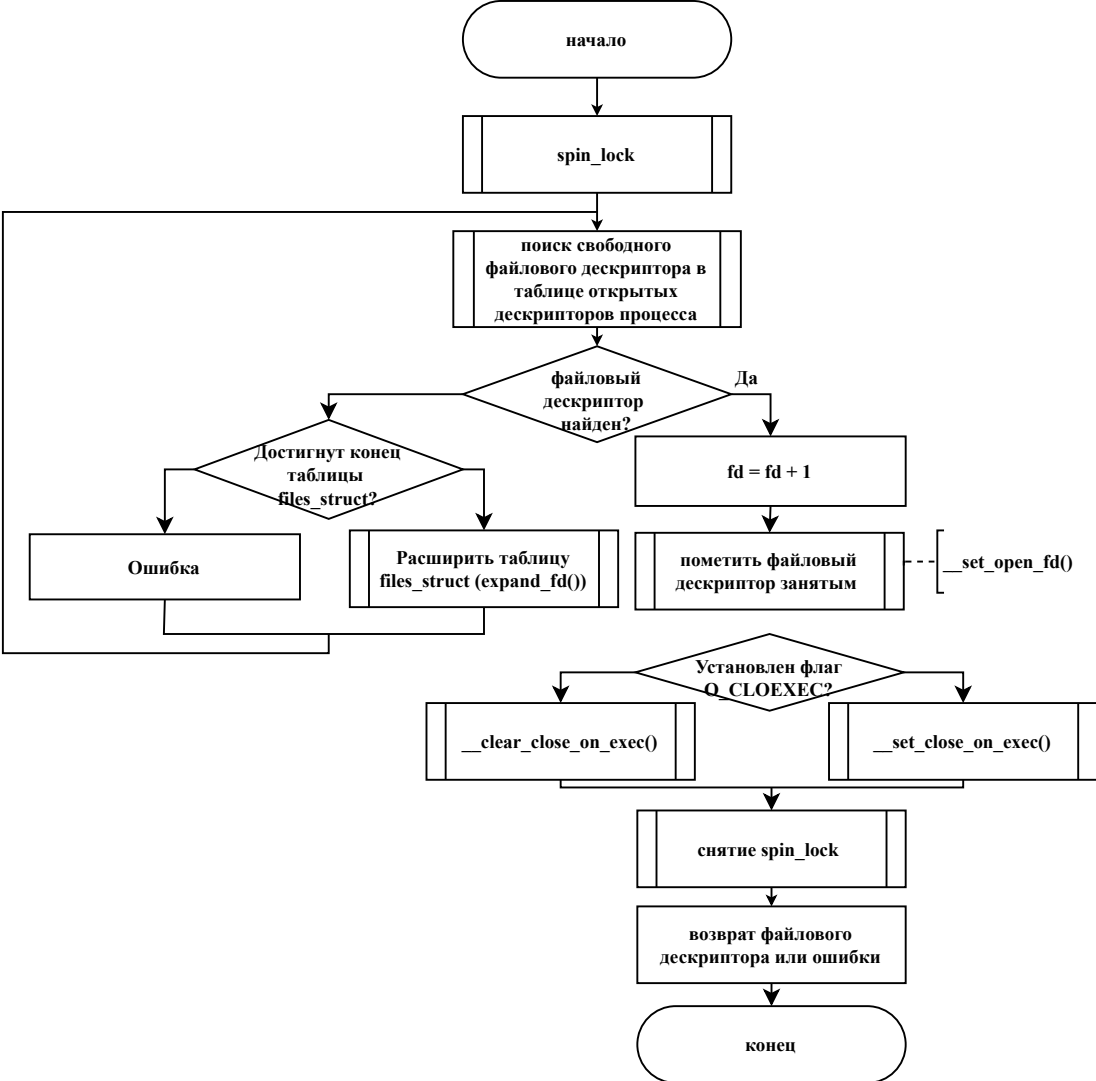 начало
spin_lock
поиск свободного
файлового дескриптора в
таблице открытых
дескрипторов процесса
файловый
дескриптор
найден?
Да
Достигнут конец
таблицы
files_struct?
fd = fd + 1
Ошибка
Расширить таблицу
files_struct (expand_fd())
пометить файловый
дескриптор занятым
__set_open_fd()
Установлен флаг
O_CLOEXEC?
__clear_close_on_exec()
__set_close_on_exec()
снятие spin_lock
возврат файлового
дескриптора или ошибки
конец